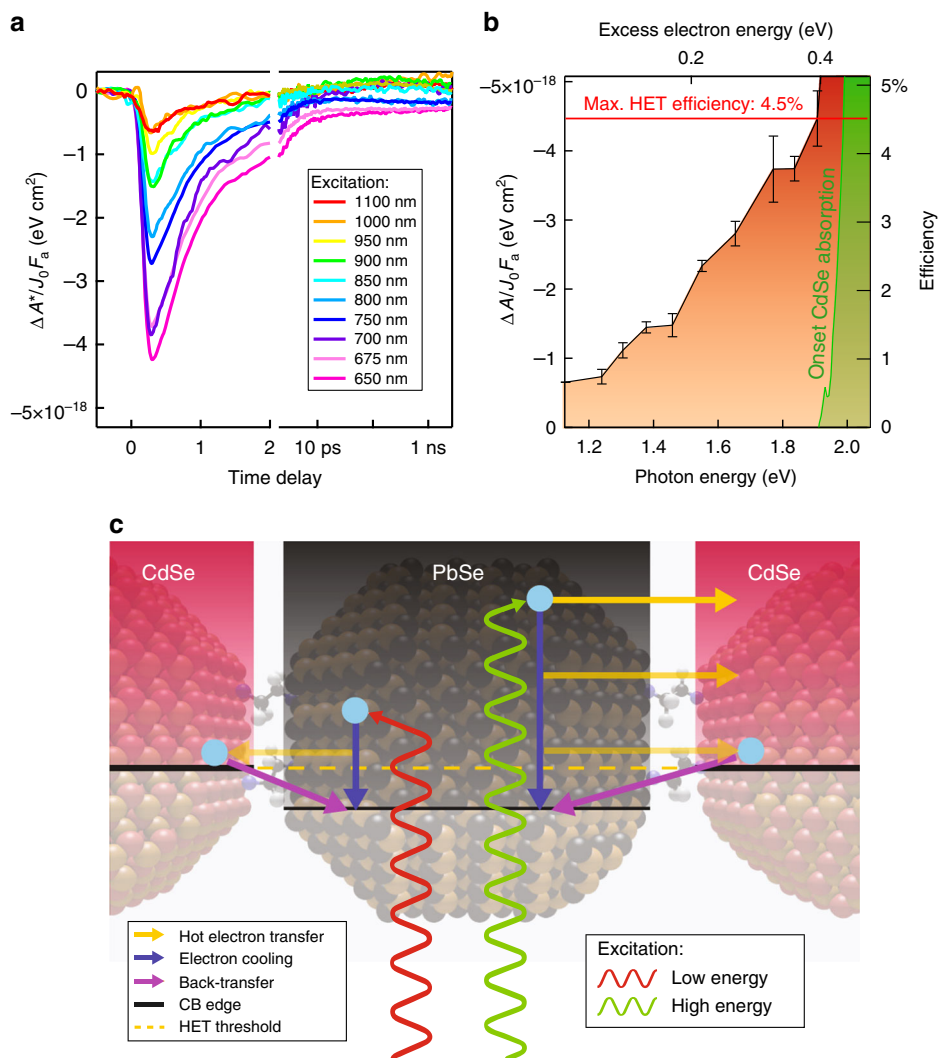 a
ΔA*/J₀Fₐ (eV cm²)
0
–1
–2
–3
–4
–5×10⁻¹⁸
Excitation:
1100 nm
1000 nm
950 nm
900 nm
850 nm
800 nm
750 nm
700 nm
675 nm
650 nm
0 1 2 10 ps 1 ns
Time delay
b
Excess electron energy (eV)
0.2 0.4
ΔA/J₀Fₐ (eV cm²)
–5×10⁻¹⁸
–4
–3
–2
–1
0
Max. HET efficiency: 4.5%
Onset CdSe absorption
5%
4
3
2
1
0
Efficiency
1.2 1.4 1.6 1.8 2.0
Photon energy (eV)
c
CdSe PbSe CdSe
Hot electron transfer
Electron cooling
Back-transfer
CB edge
HET threshold
Excitation:
Low energy
High energy